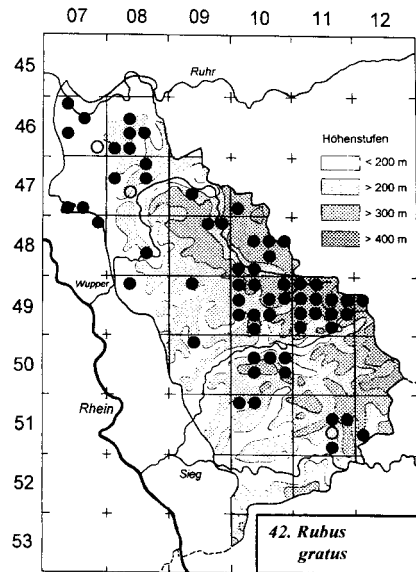 07 08 09 10 11 12
45
46
47
48
49
50
51
52
53
Ruhr
Höhenstufen
< 200 m
> 200 m
> 300 m
> 400 m
Wupper
Rhein
Sieg
42. Rubus
gratus